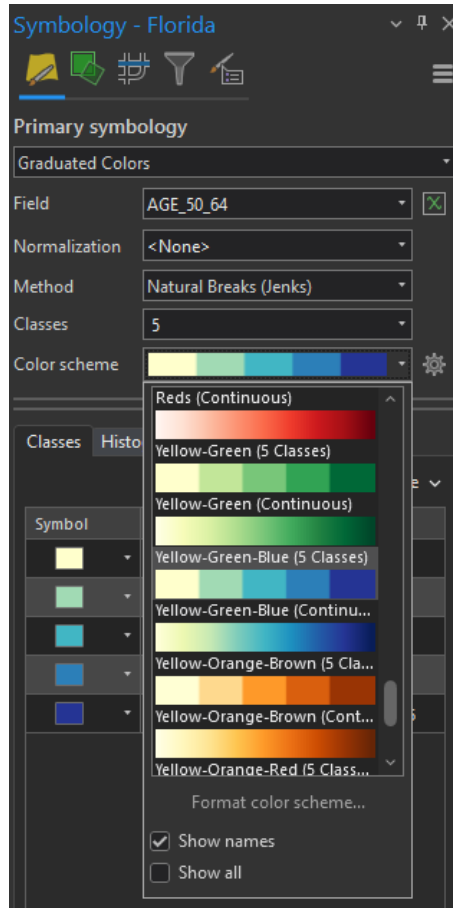 Symbology - Florida
Primary symbology
Graduated Colors
Field AGE_50_64
Normalization <None>
Method Natural Breaks (Jenks)
Classes 5
Color scheme
Reds (Continuous)
Classes Histo
Yellow-Green (5 Classes)
Yellow-Green (Continuous)
Symbol
Yellow-Green-Blue (5 Classes)
Yellow-Green-Blue (Continu...
Yellow-Orange-Brown (5 Cla...
Yellow-Orange-Brown (Cont...
Yellow-Orange-Red (5 Class...
Format color scheme...
Show names
Show all